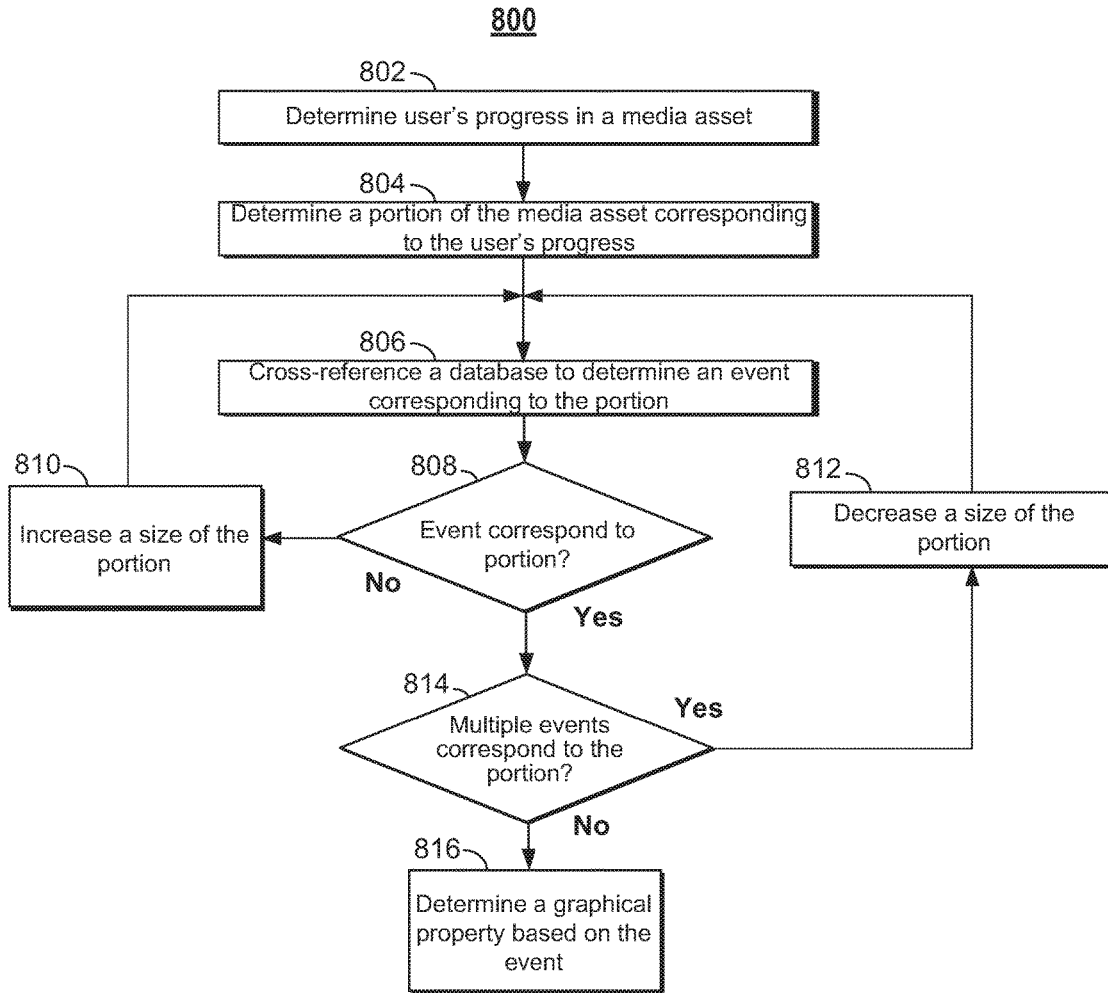 800
802
Determine user's progress in a media asset
804
Determine a portion of the media asset corresponding
to the user's progress
806
Cross-reference a database to determine an event
corresponding to the portion
810
Increase a size of the
portion
808
Event correspond to
portion?
No
Yes
812
Decrease a size of the
portion
814
Multiple events
correspond to the
portion?
Yes
No
816
Determine a graphical
property based on the
event